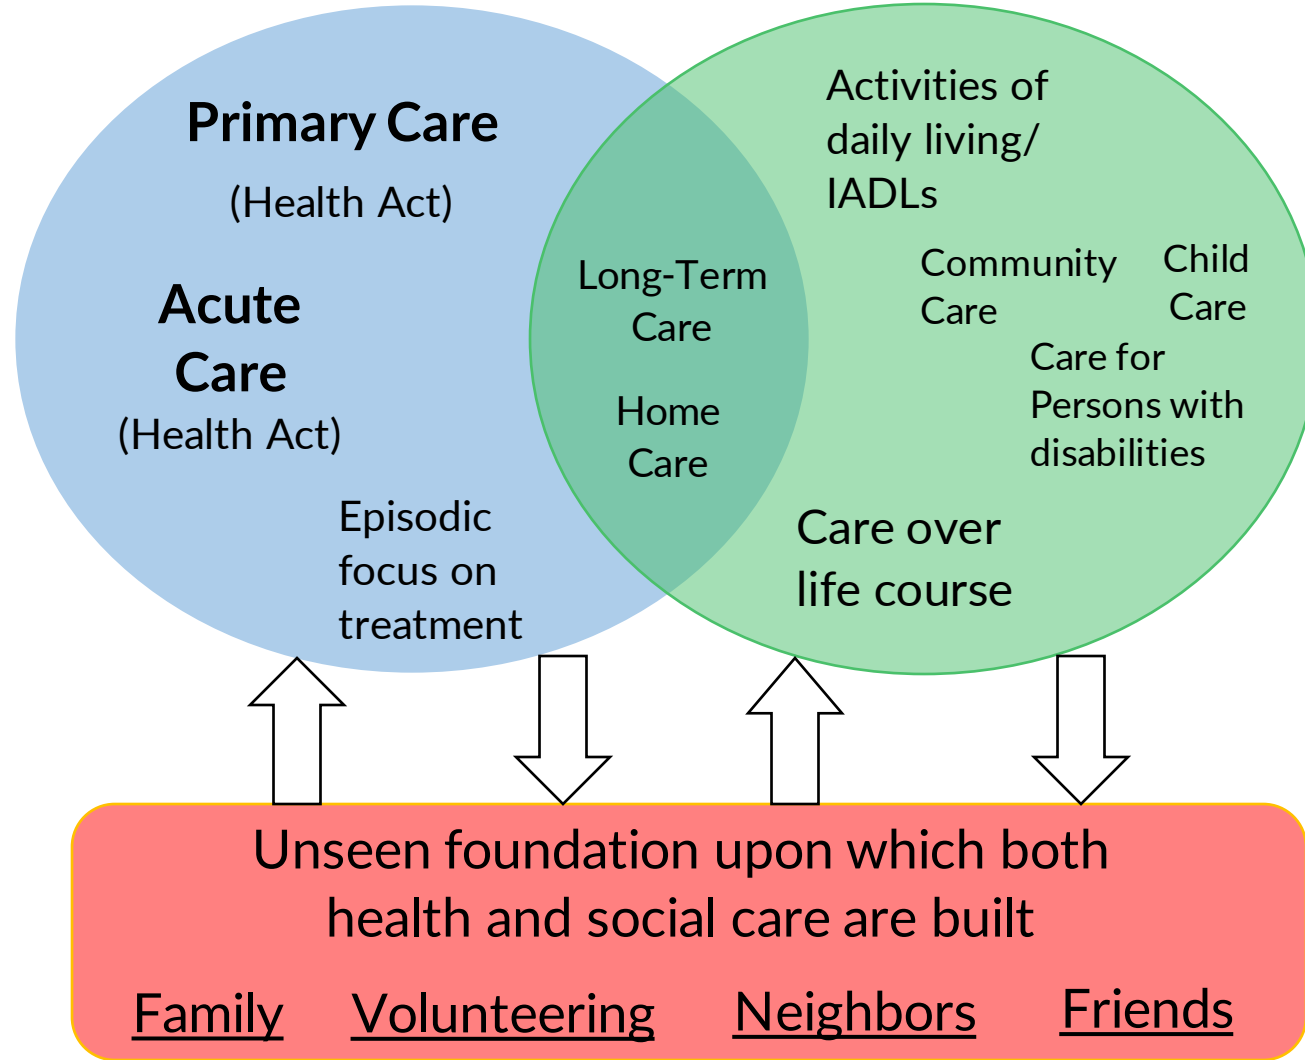 Primary Care
(Health Act)
Acute
Care
(Health Act)
Episodic
focus on
treatment
Long-Term
Care
Home
Care
Activities of
daily living/
IADLs
Community
Care
Child
Care
Care for
Persons with
disabilities
Care over
life course
Unseen foundation upon which both
health and social care are built
Family Volunteering Neighbors Friends